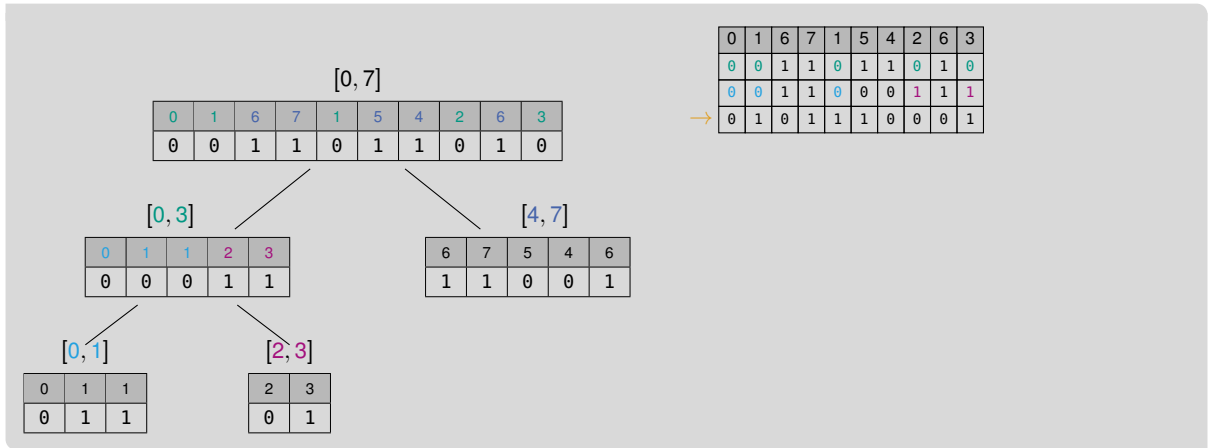 [0, 7]
0 1 6 7 1 5 4 2 6 3
0 0 1 1 0 1 1 0 1 0
[0, 3]
0 1 1 2 3
0 0 0 1 1
[4, 7]
6 7 5 4 6
1 1 0 0 1
[0, 1]
0 1 1
0 1 1
[2, 3]
2 3
0 1
0 1 6 7 1 5 4 2 6 3
0 0 1 1 0 1 1 0 1 0
0 0 1 1 0 0 0 1 1 1
→ 0 1 0 1 1 1 0 0 0 1